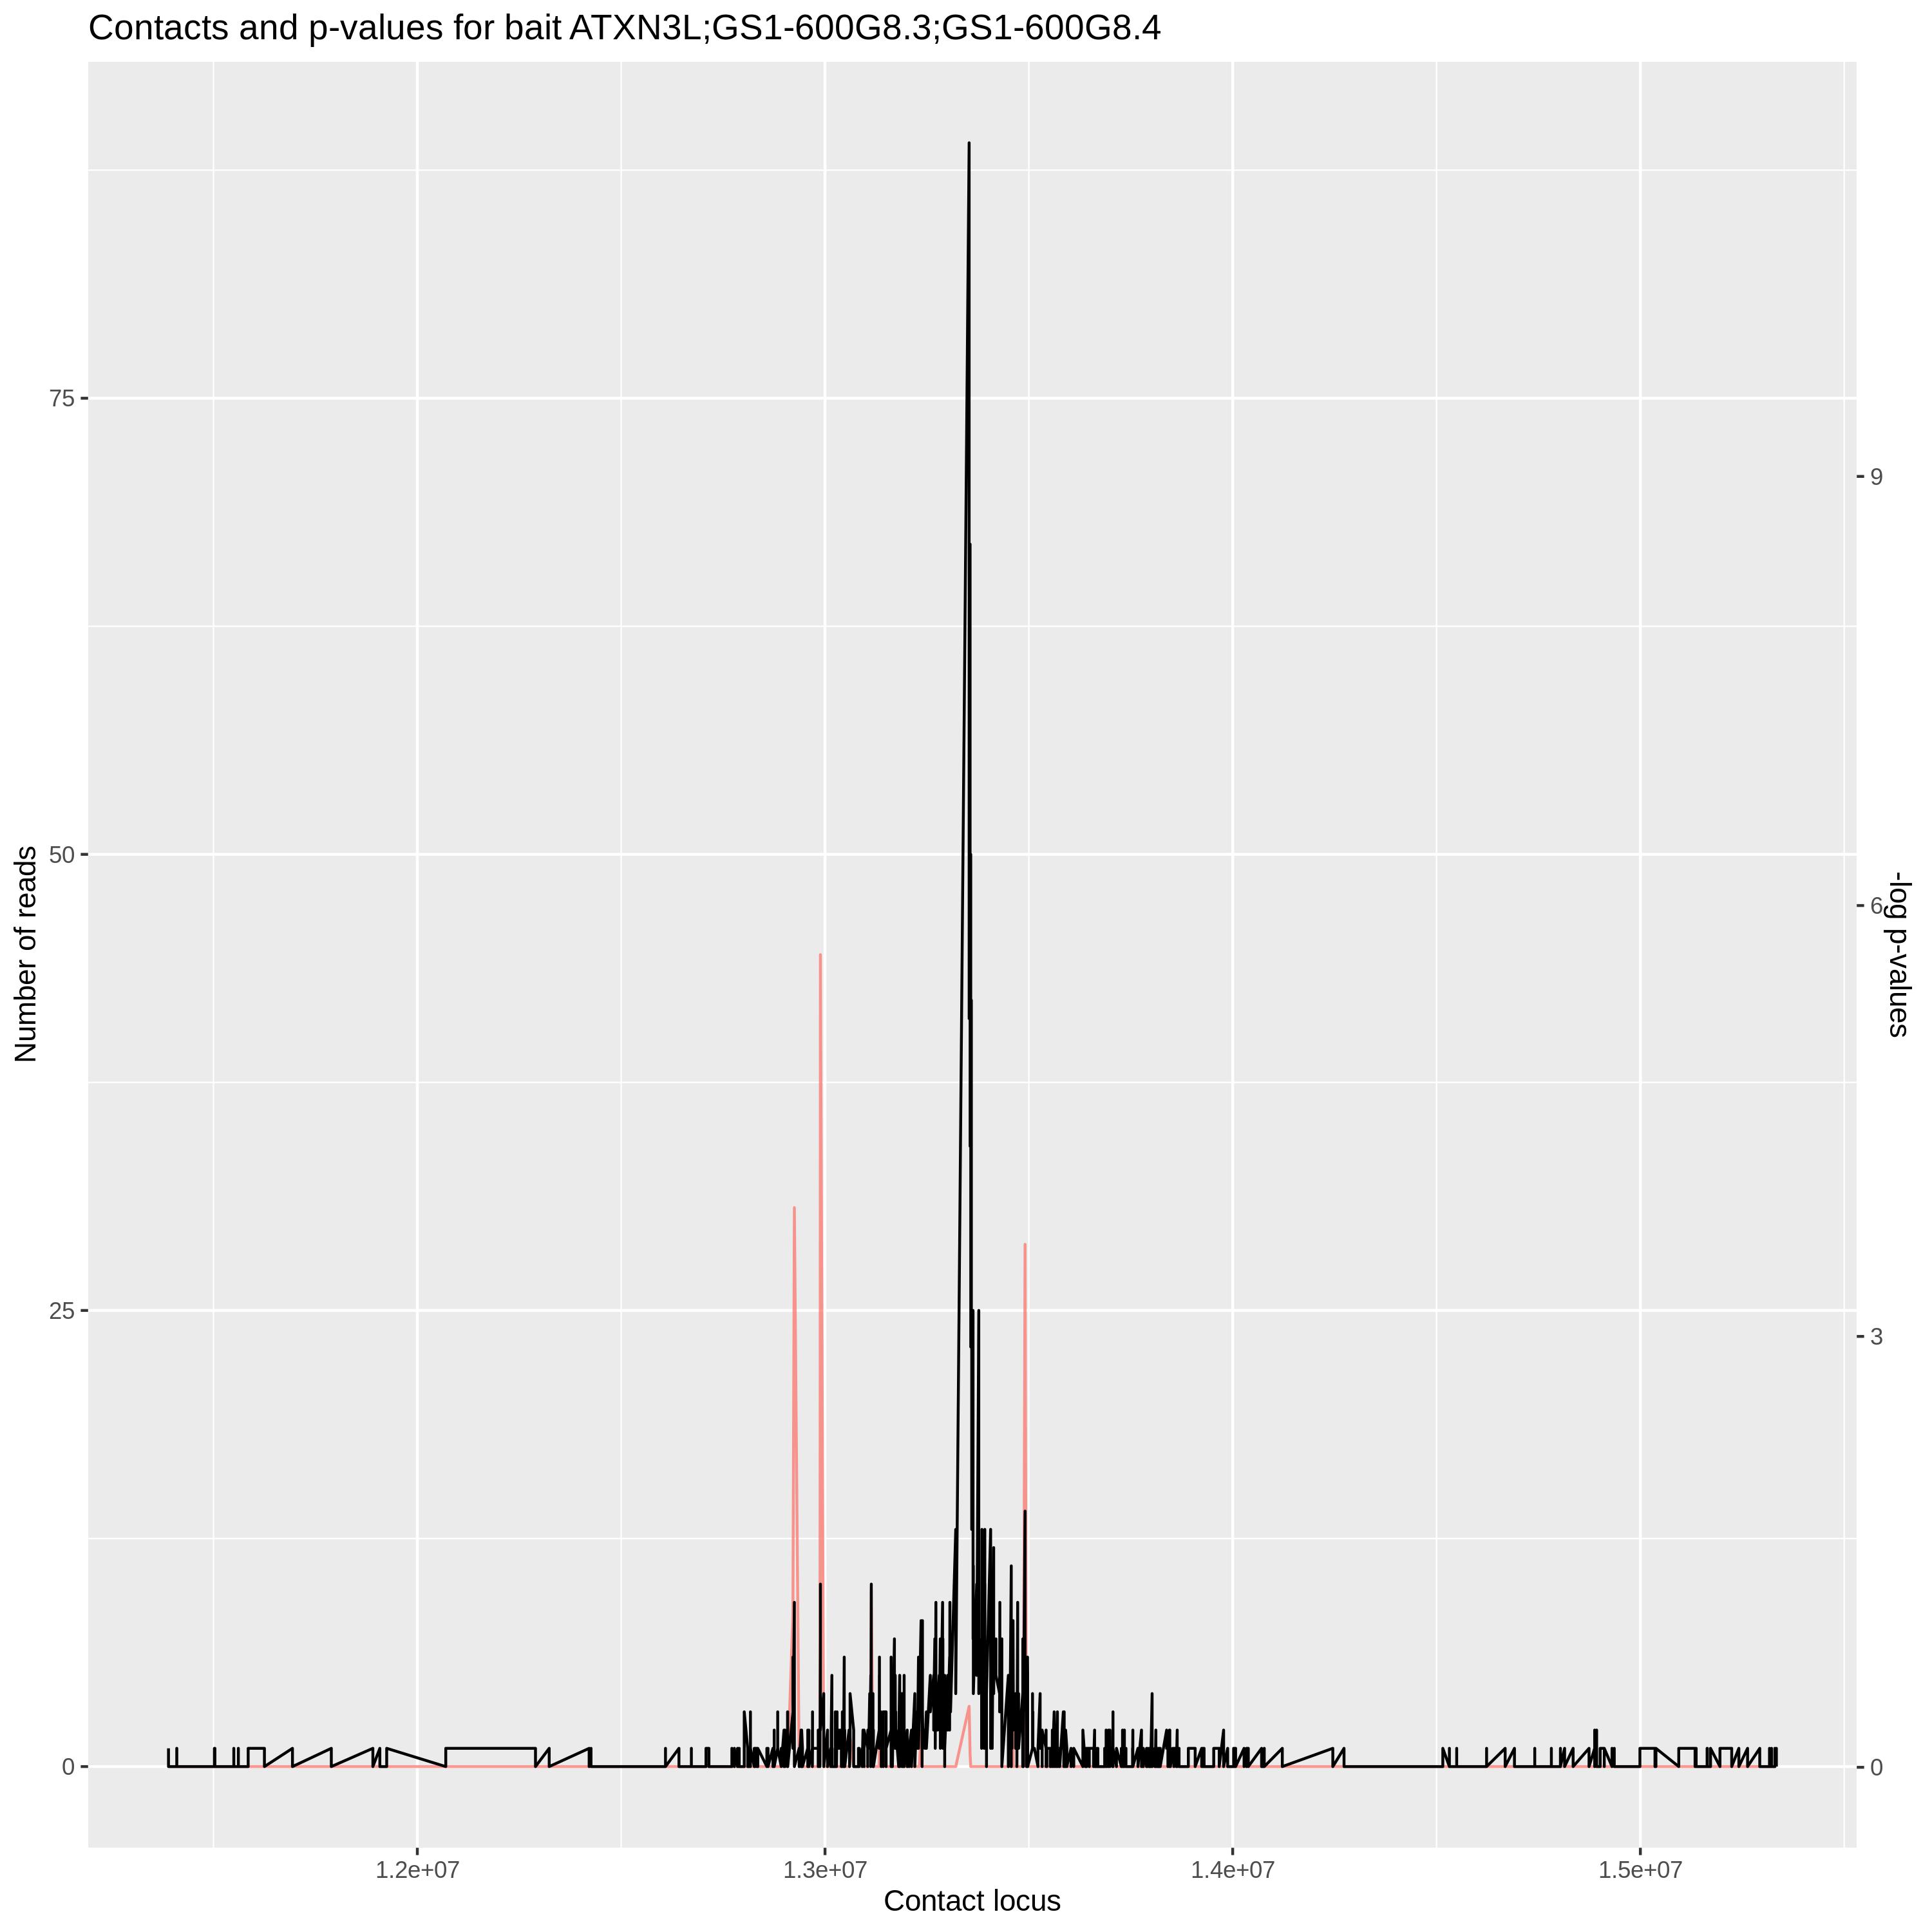 Contacts and p-values for bait ATXN3L;GS1-600G8.3;GS1-600G8.4
75
50
25
0
Number of reads
9
6
3
0
-log p-values
1.2e+07
1.3e+07
1.4e+07
1.5e+07
Contact locus